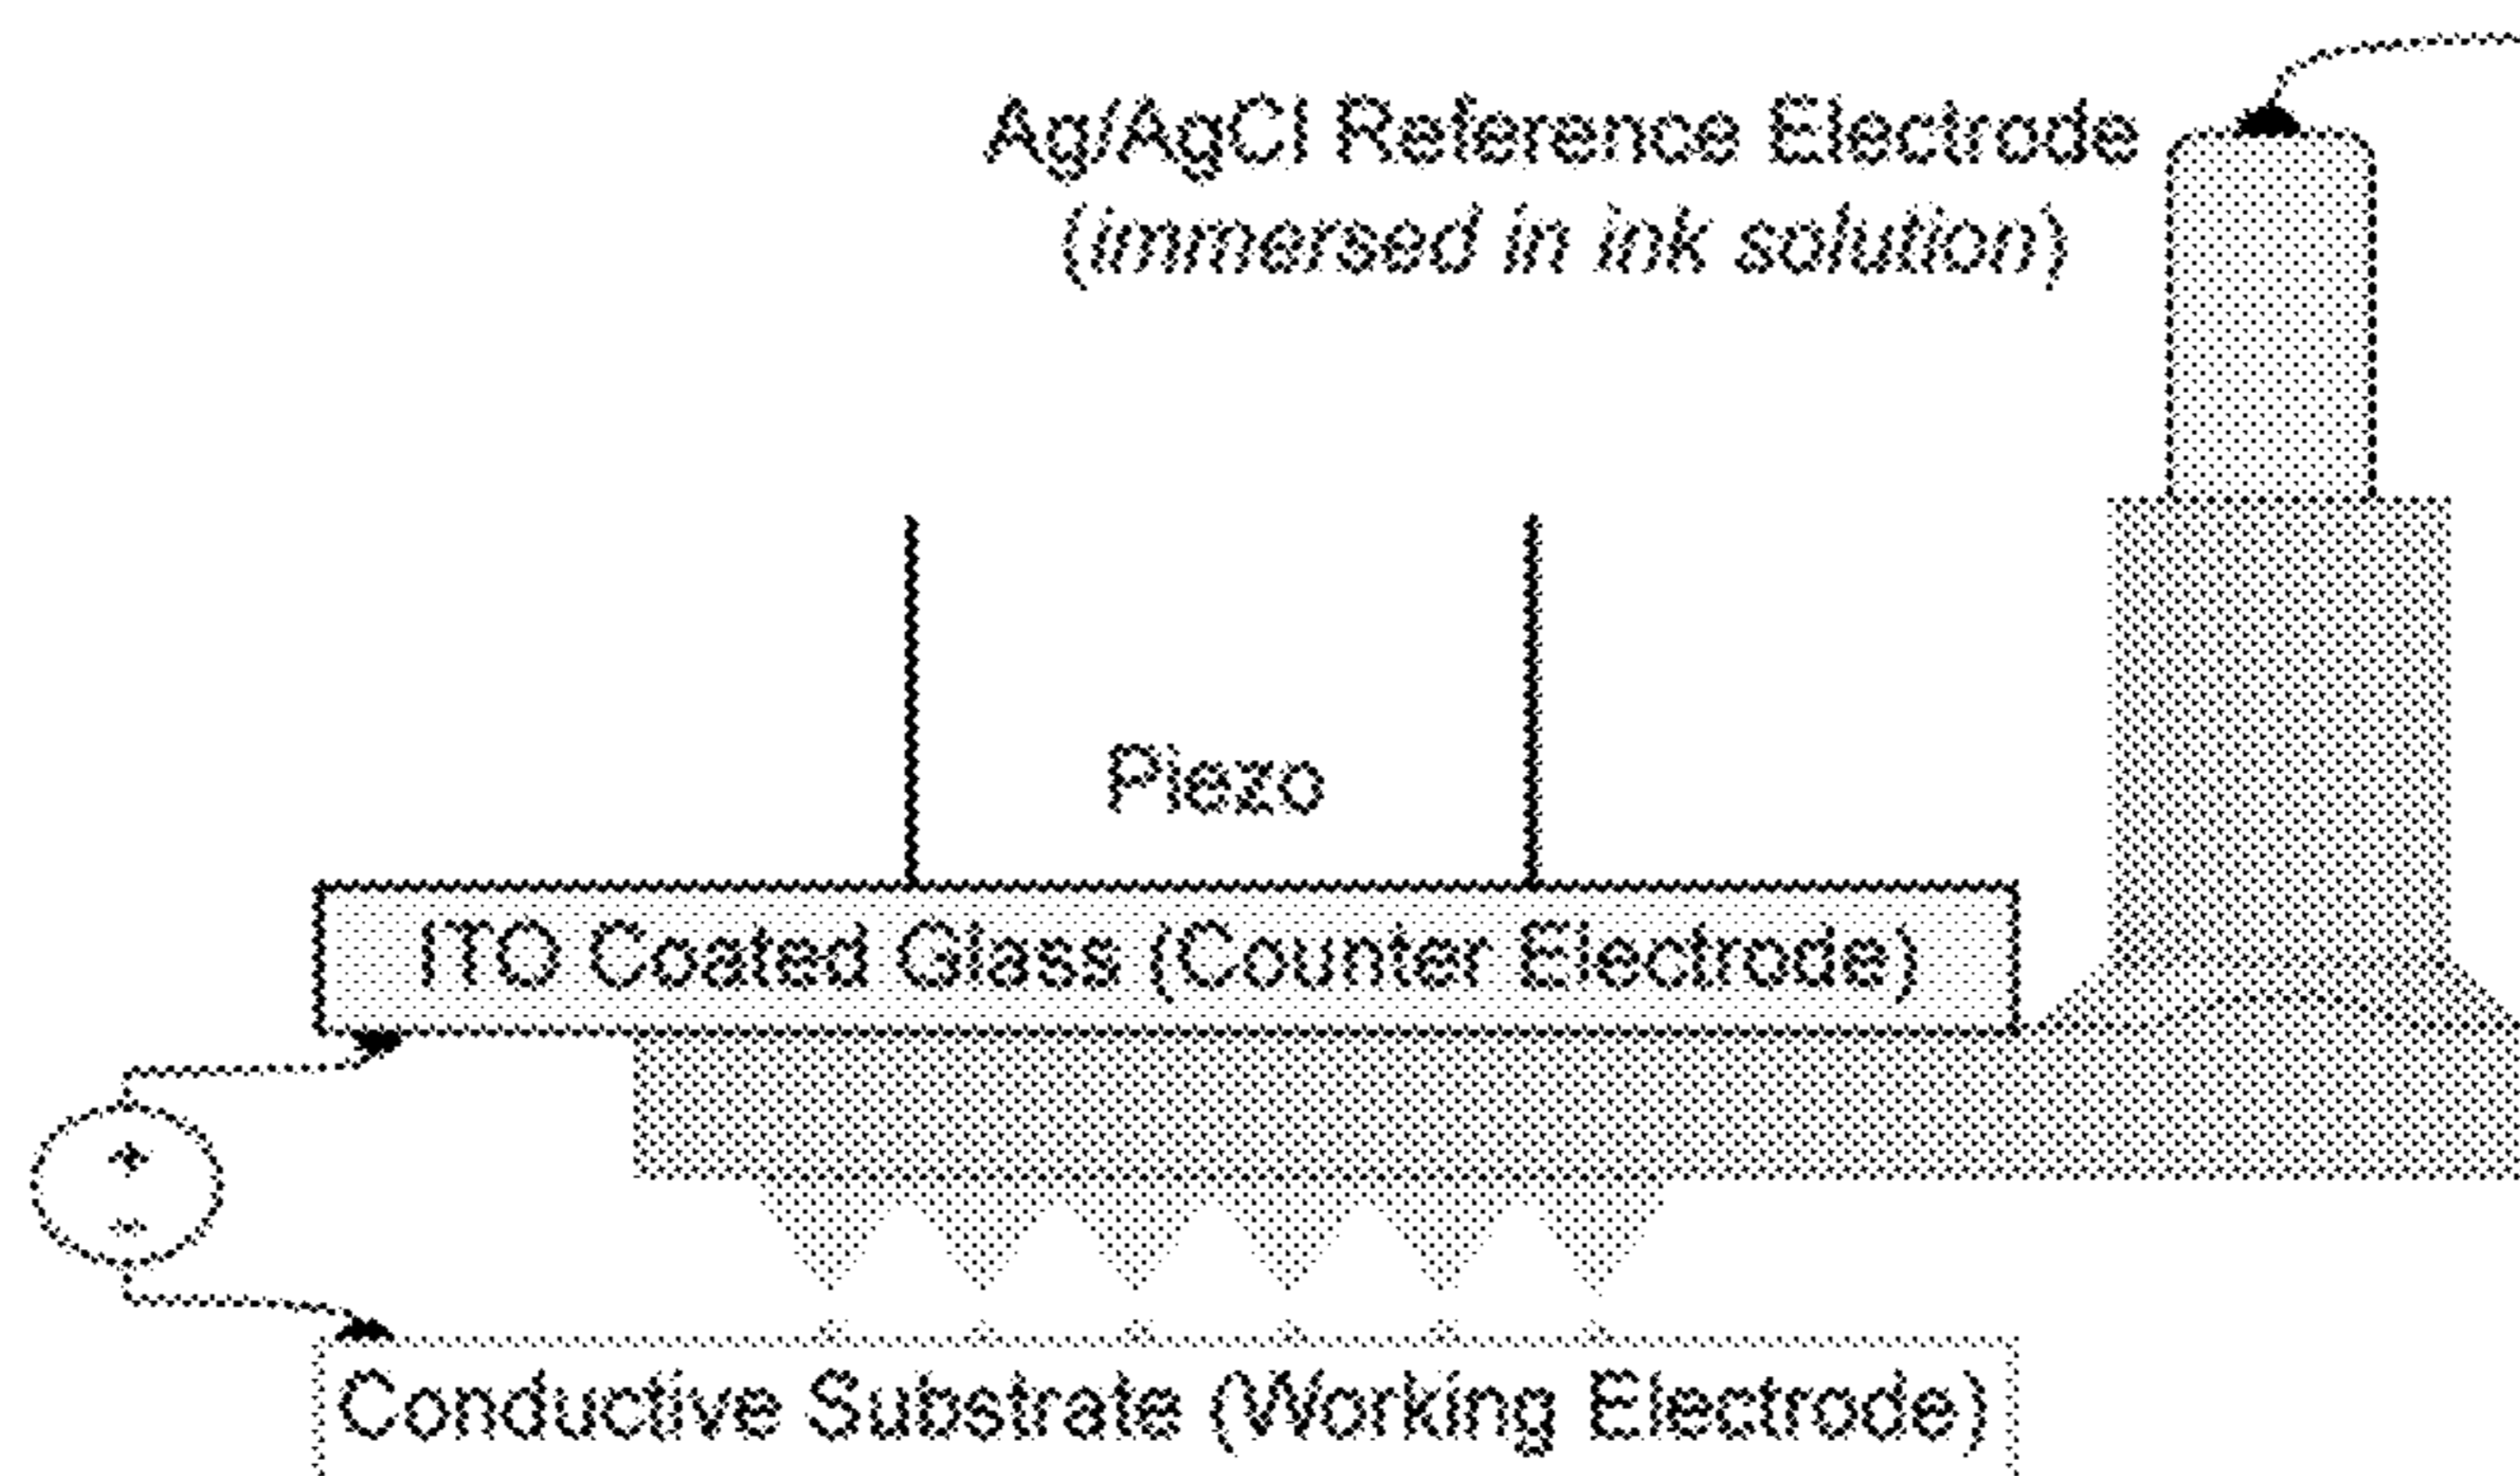 Ag/AgCl Reference Electrode
(immersed in ink solution)
Piezo
ITO Coated Glass (Counter Electrode)
+
-
Conductive Substrate (Working Electrode)